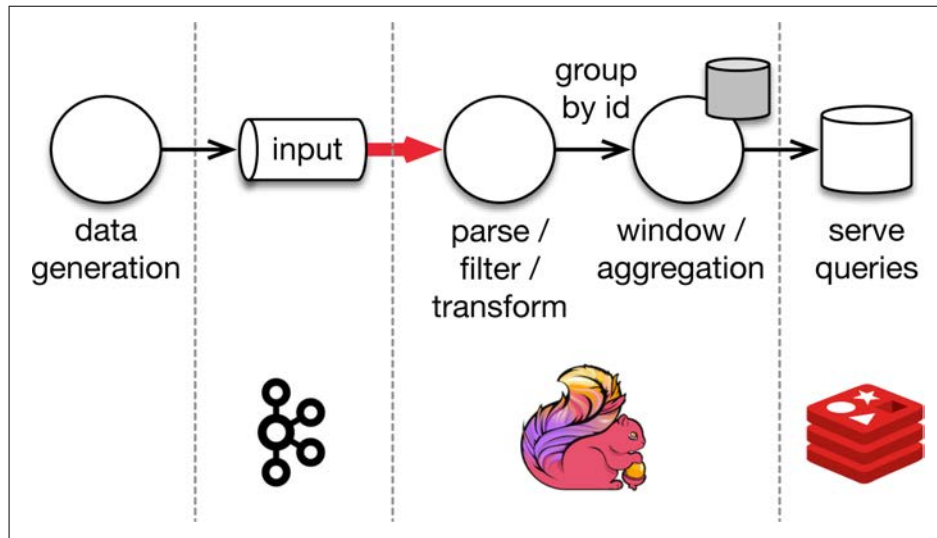 group
by id
input
data
generation
parse /
filter /
transform
window /
aggregation
serve
queries